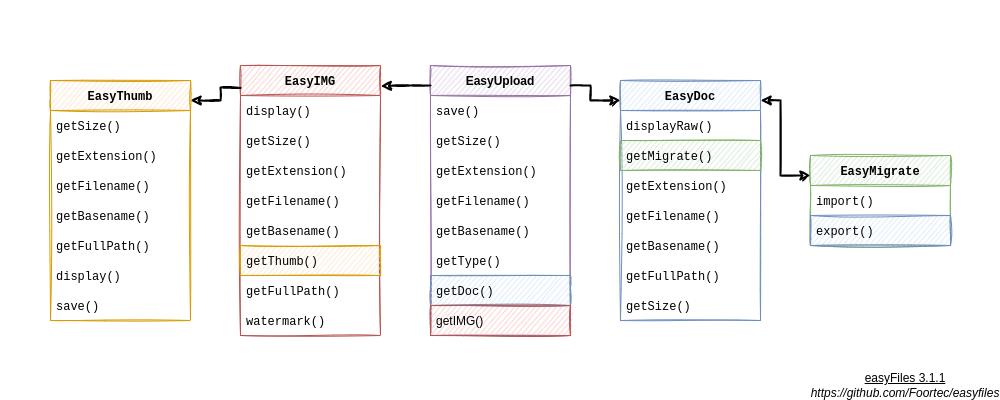 EasyThumb
getSize()
getExtension()
getFilename()
getBasename()
getFullPath()
display()
save()
EasyIMG
display()
getSize()
getExtension()
getFilename()
getBasename()
getThumb()
getFullPath()
watermark()
EasyUpload
save()
getSize()
getExtension()
getFilename()
getBasename()
getType()
getDoc()
getIMG()
EasyDoc
displayRaw()
getMigrate()
getExtension()
getFilename()
getBasename()
getFullPath()
getSize()
EasyMigrate
import()
export()
easyFiles 3.1.1
https://github.com/Foortec/easyfiles